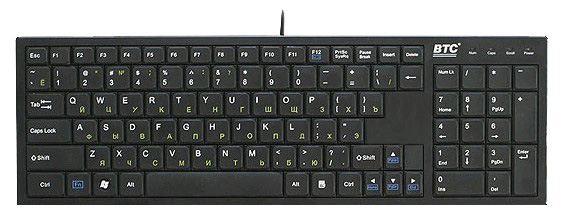 BTC
Num Caps Scroll Power
Esc F1 F2 F3 F4 F5 F6 F7 F8 F9 F10 F11 F12 PrtSc SysRq Pause Break Insert Delete
~ Ё ! 1 @ 2 # № 3 $ 4 % 5 ^ 6 & 7 * 8 ( 9 ) 0 _ - + = ←
Num Lk / * -
Tab Q Й W Ц E У R К T Е Y Н U Г I Ш O Щ P З { [ Х } ] Ъ
7 Home 8 ↑ 9 PgUp +
Caps Lock A Ф S Ы D В F А G П H Р J О K Л L Д : ; Ж " ' Э
4 ← 5 6 →
Shift Z Я X Ч C С V М B И N Т M Ь < , Б > . Ю ? / Shift ▲
1 End 2 ↓ 3 PgDn Enter
Ctrl Fn Alt Alt Ctrl ◄ ▼ ►
0 Ins . Del